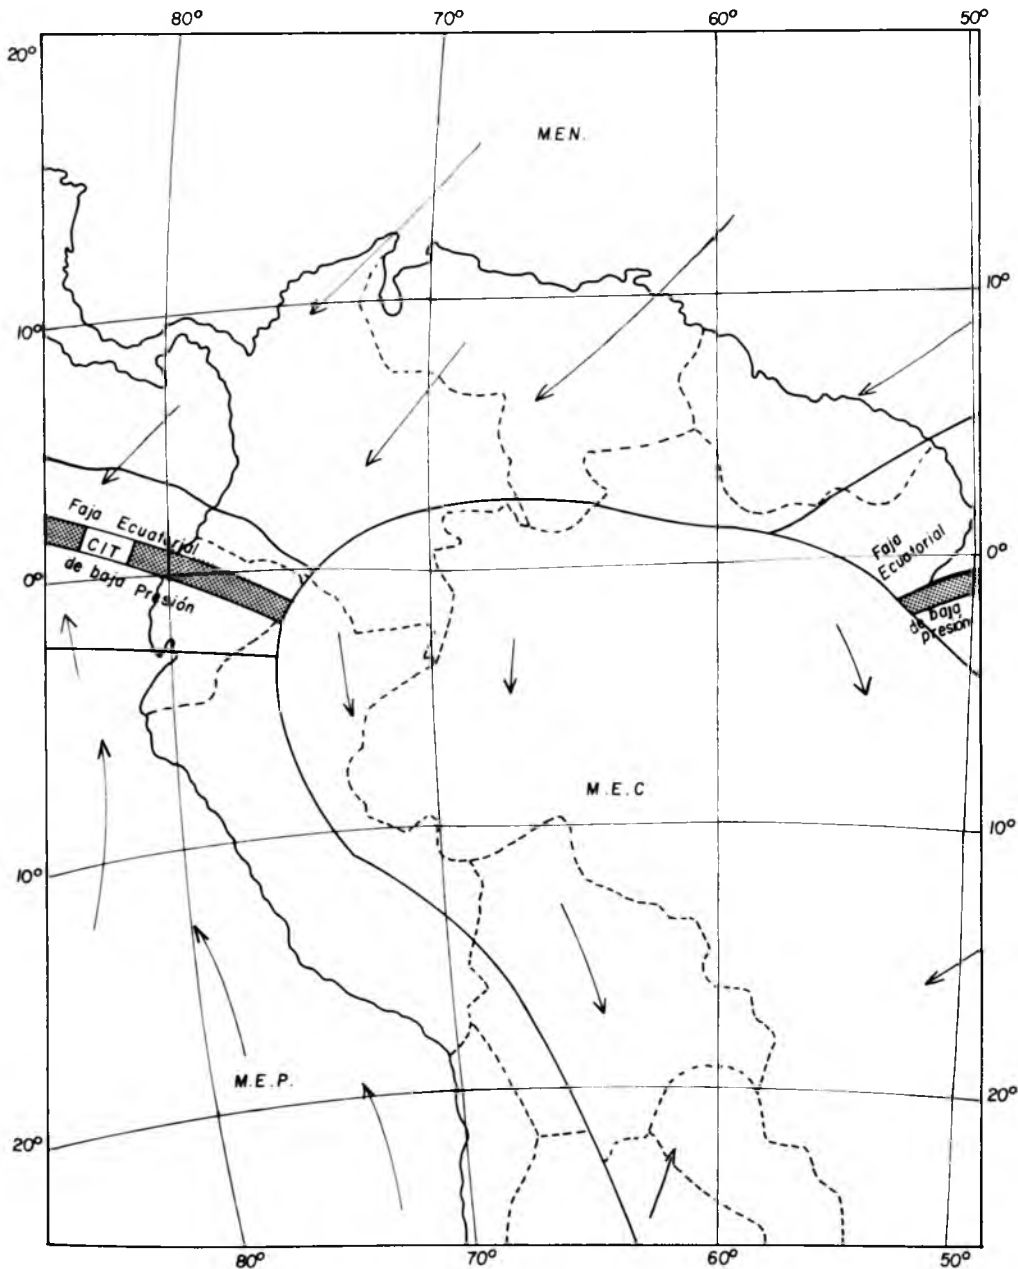 80° 70° 60° 50°
20°
M.E.N.
10°
10°
Faja Ecuatorial
CIT
de baja Presión
0°
Faja
Ecuatorial
0°
de baja
presión
M.E.C
10°
10°
M.E.P.
20°
20°
80° 70° 60° 50°